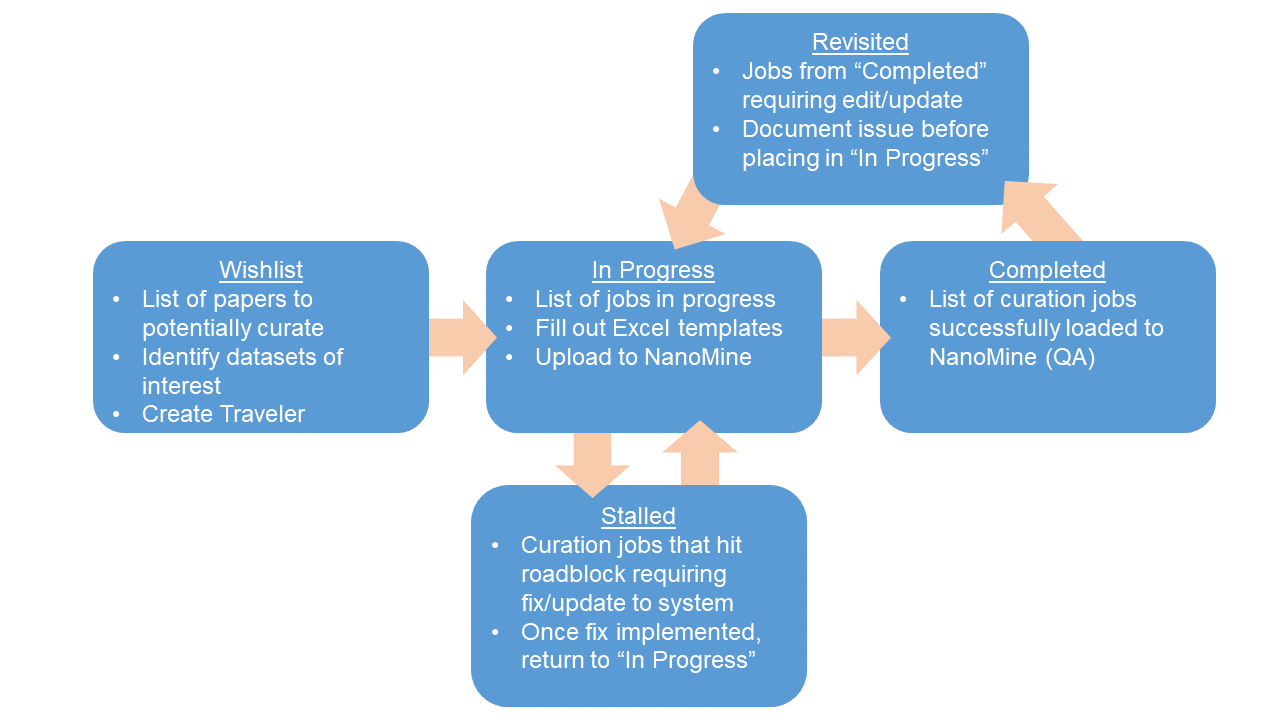 Revisited
• Jobs from “Completed”
requiring edit/update
• Document issue before
placing in “In Progress”
Wishlist
• List of papers to
potentially curate
• Identify datasets of
interest
• Create Traveler
In Progress
• List of jobs in progress
• Fill out Excel templates
• Upload to NanoMine
Completed
• List of curation jobs
successfully loaded to
NanoMine (QA)
Stalled
• Curation jobs that hit
roadblock requiring
fix/update to system
• Once fix implemented,
return to “In Progress”